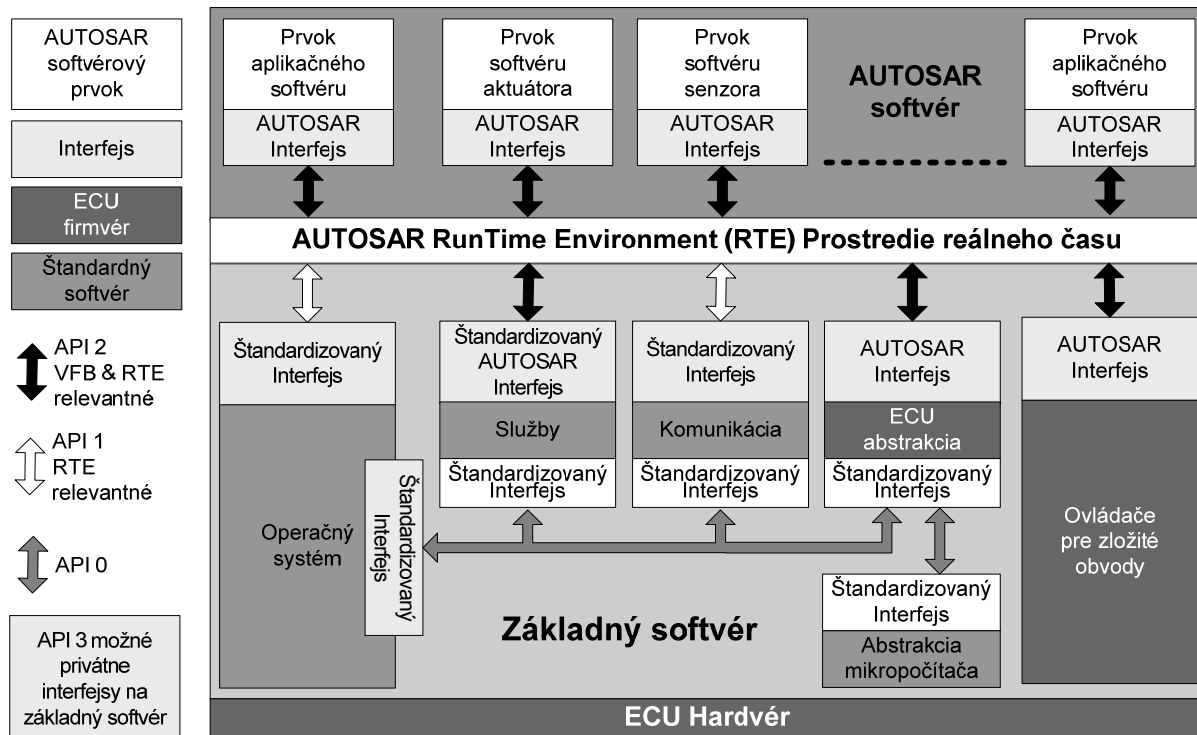 AUTOSAR
softvérový
prvok
Interfejs
ECU
firmvér
Štandardný
softvér
API 2
VFB & RTE
relevantné
API 1
RTE
relevantné
API 0
API 3 možné
privátne
interfejsy na
základný softvér
Prvok
aplikačného
softvéru
AUTOSAR
Interfejs
Prvok
softvéru
aktuátora
AUTOSAR
Interfejs
Prvok
softvéru
senzora
AUTOSAR
Interfejs
AUTOSAR
softvér
Prvok
aplikačného
softvéru
AUTOSAR
Interfejs
AUTOSAR RunTime Environment (RTE) Prostredie reálneho času
Štandardizovaný
Interfejs
Operačný
systém
Štandardizovaný
Interfejs
Štandardizovaný
AUTOSAR
Interfejs
Služby
Štandardizovaný
Interfejs
Štandardizovaný
Interfejs
Komunikácia
Štandardizovaný
Interfejs
AUTOSAR
Interfejs
ECU
abstrakcia
Štandardizovaný
Interfejs
Štandardizovaný
Interfejs
Abstrakcia
mikropočítača
AUTOSAR
Interfejs
Ovládače
pre zložité
obvody
Základný softvér
ECU Hardvér